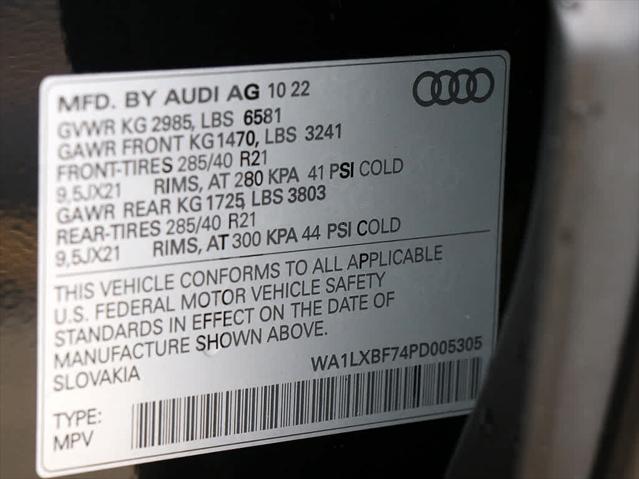 MFD. BY AUDI AG 10 22
GVWR KG 2985, LBS 6581
GAWR FRONT KG1470, LBS 3241
FRONT-TIRES 285/40 R21
9,5JX21 RIMS, AT 280 KPA 41 PSI COLD
GAWR REAR KG 1725, LBS 3803
REAR-TIRES 285/40 R21
9,5JX21 RIMS, AT 300 KPA 44 PSI COLD
THIS VEHICLE CONFORMS TO ALL APPLICABLE
U.S. FEDERAL MOTOR VEHICLE SAFETY
STANDARDS IN EFFECT ON THE DATE OF
MANUFACTURE SHOWN ABOVE.
SLOVAKIA WA1LXBF74PD005305
TYPE:
MPV